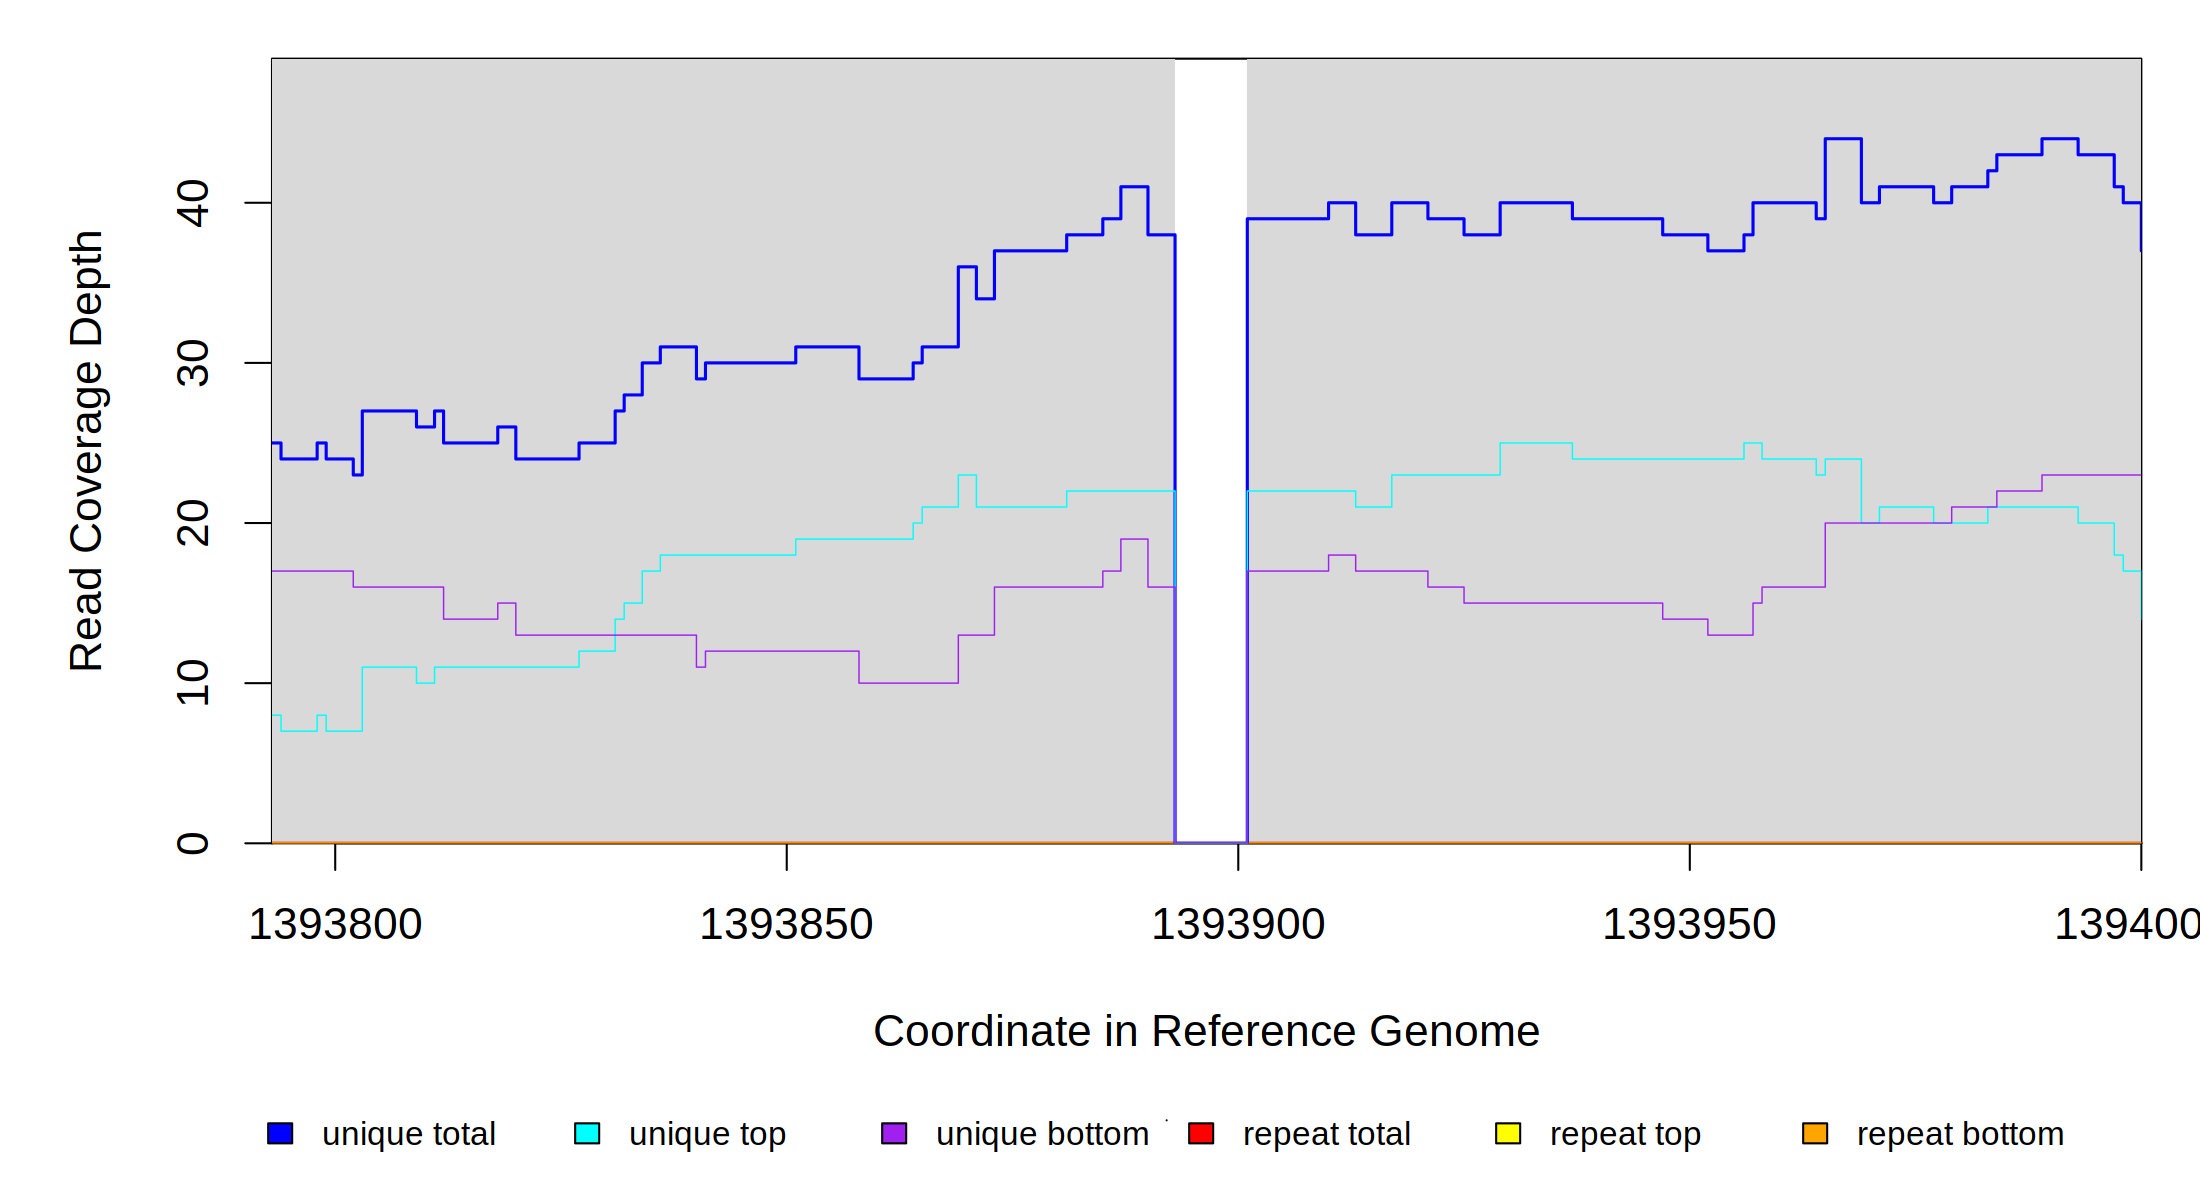 Read Coverage Depth
40
30
20
10
0
1393800 1393850 1393900 1393950 139400
Coordinate in Reference Genome
unique total unique top unique bottom repeat total repeat top repeat bottom